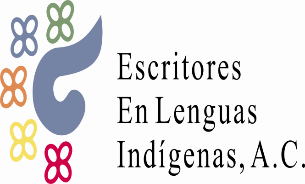 Escritores
En Lenguas
Indígenas, A.C.